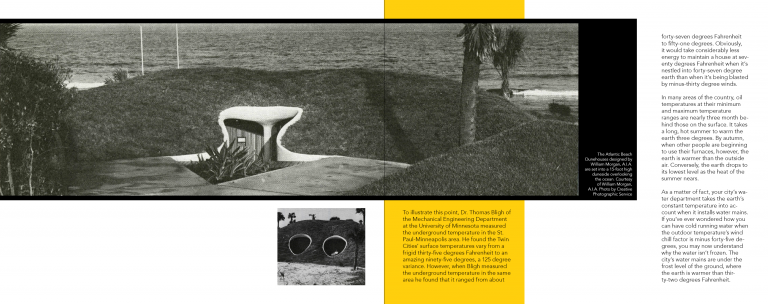 The Atlantic Beach
Dunehouses designed by
William Morgan, A.I.A.
are set into a 15-foot high
duneside overlooking
the ocean. Courtesy
of William Morgan,
A.I.A. Photo by Creative
Photographic Service
To illustrate this point, Dr. Thomas Bligh of
the Mechanical Engineering Department
at the University of Minnesota measured
the underground temperature in the St.
Paul-Minneapolis area. He found the Twin
Cities' surface temperatures vary from a
frigid thirty-five degrees Fahrenheit to an
amazing ninety-five degrees, a 125 degree
variance. However, when Bligh measured
the underground temperature in the same
area he found that it ranged from about
forty-seven degrees Fahrenheit
to fifty-one degrees. Obviously,
it would take considerably less
energy to maintain a house at sev-
enty degrees Fahrenheit when it's
nestled into forty-seven degree
earth than when it's being blasted
by minus-thirty degree winds.
In many areas of the country, oil
temperatures at their minimum
and maximum temperature
ranges are nearly three month be-
hind those on the surface. It takes
a long, hot summer to warm the
earth three degrees. By autumn,
when other people are beginning
to use their furnaces, however, the
earth is warmer than the outside
air. Conversely, the earth drops to
its lowest level as the heat of the
summer nears.
As a matter of fact, your city's wa-
ter department takes the earth's
constant temperature into ac-
count when it installs water mains.
If you've ever wondered how you
can have cold running water when
the outdoor temperature's wind
chill factor is minus forty-five de-
grees, you may now understand
why the water isn't frozen. The
city's water mains are under the
frost level of the ground, where
the earth is warmer than thir-
ty-two degrees Fahrenheit.